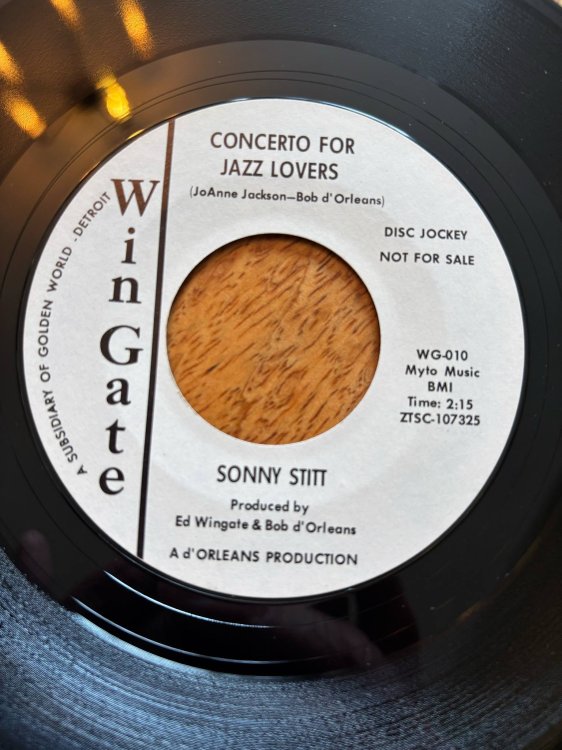 CONCERTO FOR
JAZZ LOVERS
(JoAnne Jackson—Bob d'Orleans)
DISC JOCKEY
NOT FOR SALE
WinGate
A SUBSIDIARY OF GOLDEN WORLD - DETROIT
WG-010
Myto Music
BMI
Time: 2:15
ZTSC-107325
SONNY STITT
Produced by
Ed Wingate & Bob d'Orleans
A d'ORLEANS PRODUCTION